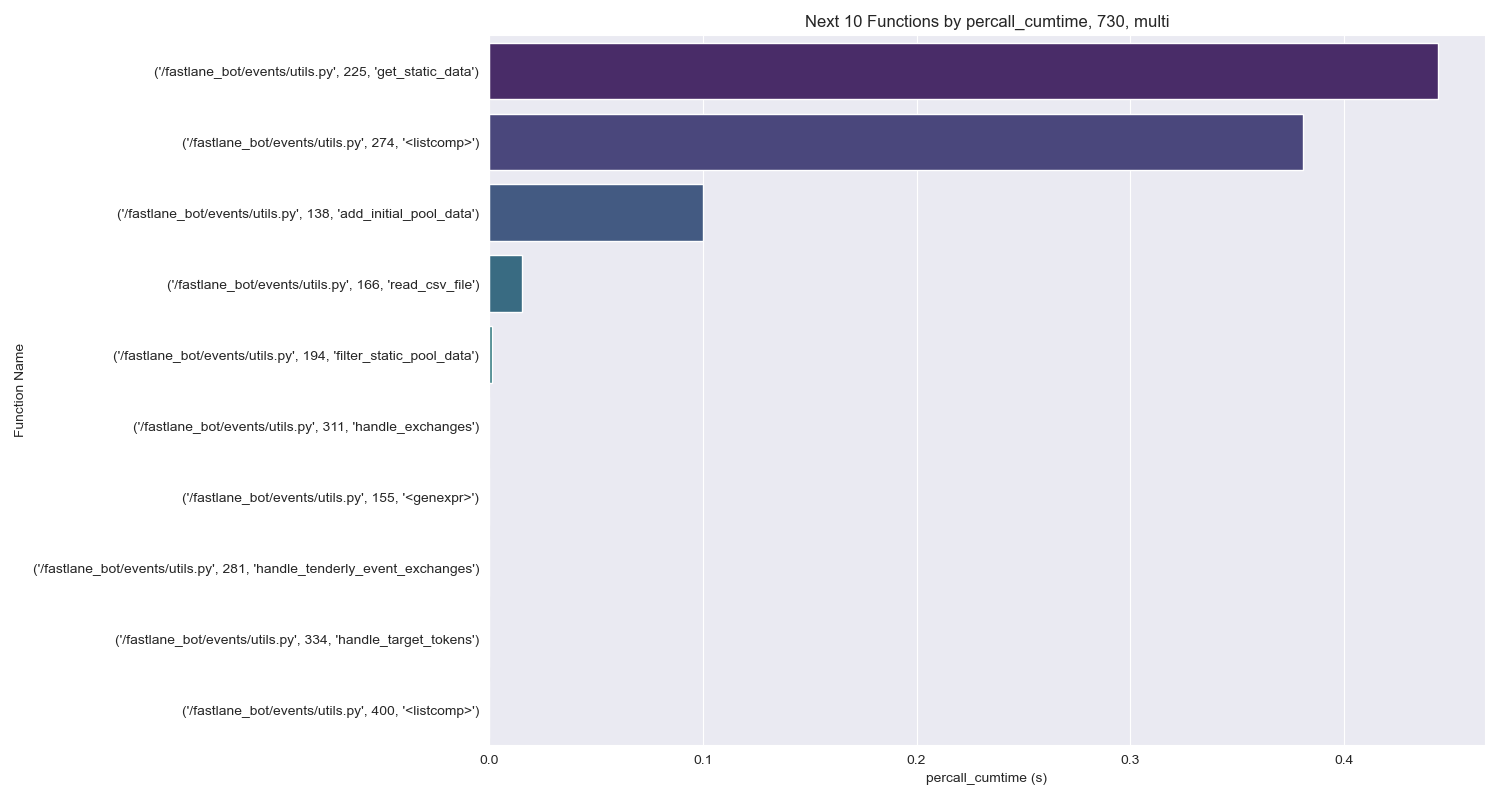 Next 10 Functions by percall_cumtime, 730, multi
('/fastlane_bot/events/utils.py', 225, 'get_static_data')
('/fastlane_bot/events/utils.py', 274, '<listcomp>')
('/fastlane_bot/events/utils.py', 138, 'add_initial_pool_data')
('/fastlane_bot/events/utils.py', 166, 'read_csv_file')
('/fastlane_bot/events/utils.py', 194, 'filter_static_pool_data')
('/fastlane_bot/events/utils.py', 311, 'handle_exchanges')
('/fastlane_bot/events/utils.py', 155, '<genexpr>')
('/fastlane_bot/events/utils.py', 281, 'handle_tenderly_event_exchanges')
('/fastlane_bot/events/utils.py', 334, 'handle_target_tokens')
('/fastlane_bot/events/utils.py', 400, '<listcomp>')
Function Name
0.0 0.1 0.2 0.3 0.4
percall_cumtime (s)